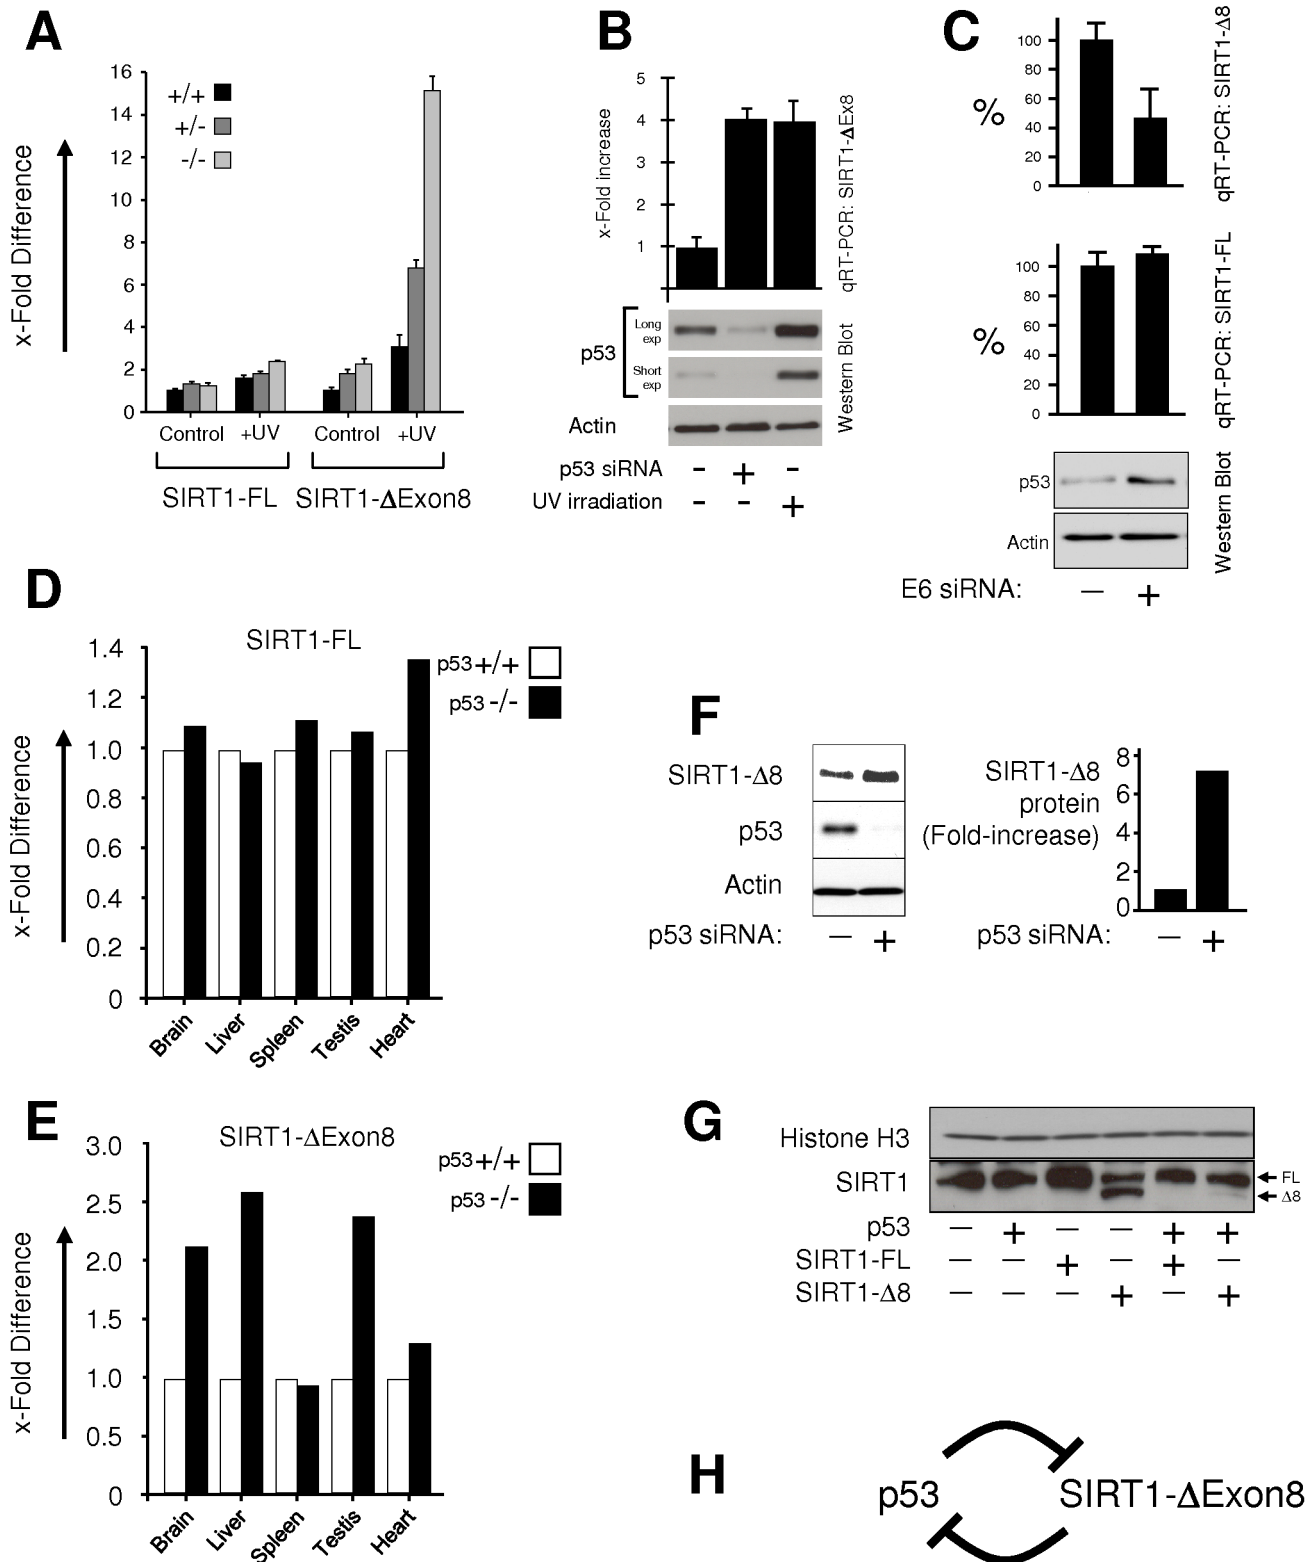 A
16
14
12
10
8
6
4
2
0
x-Fold Difference
+/+
+/-
-/-
Control +UV Control +UV
SIRT1-FL SIRT1-ΔExon8
B
5
4
3
2
1
x-Fold increase
qRT-PCR: SIRT1-ΔEx8
p53
Long
exp
Short
exp
Actin
Western Blot
p53 siRNA - + -
UV irradiation - - +
C
100
80
60
40
20
0
%
qRT-PCR: SIRT1-Δ8
100
80
60
40
20
0
%
qRT-PCR: SIRT1-FL
p53
Actin
Western Blot
E6 siRNA: — +
D
SIRT1-FL
p53 +/+
p53 -/-
1.4
1.2
1.0
0.8
0.6
0.4
0.2
0
x-Fold Difference
Brain Liver Spleen Testis Heart
E
SIRT1-ΔExon8
p53 +/+
p53 -/-
3.0
2.5
2.0
1.5
1.0
0.5
0
x-Fold Difference
Brain Liver Spleen Testis Heart
F
SIRT1-Δ8
p53
Actin
p53 siRNA: — +
SIRT1-Δ8
protein
(Fold-increase)
8
6
4
2
0
p53 siRNA: — +
G
Histone H3
SIRT1
FL
Δ8
p53 — + — — + +
SIRT1-FL — — + — + —
SIRT1-Δ8 — — — + — +
H
p53 SIRT1-ΔExon8